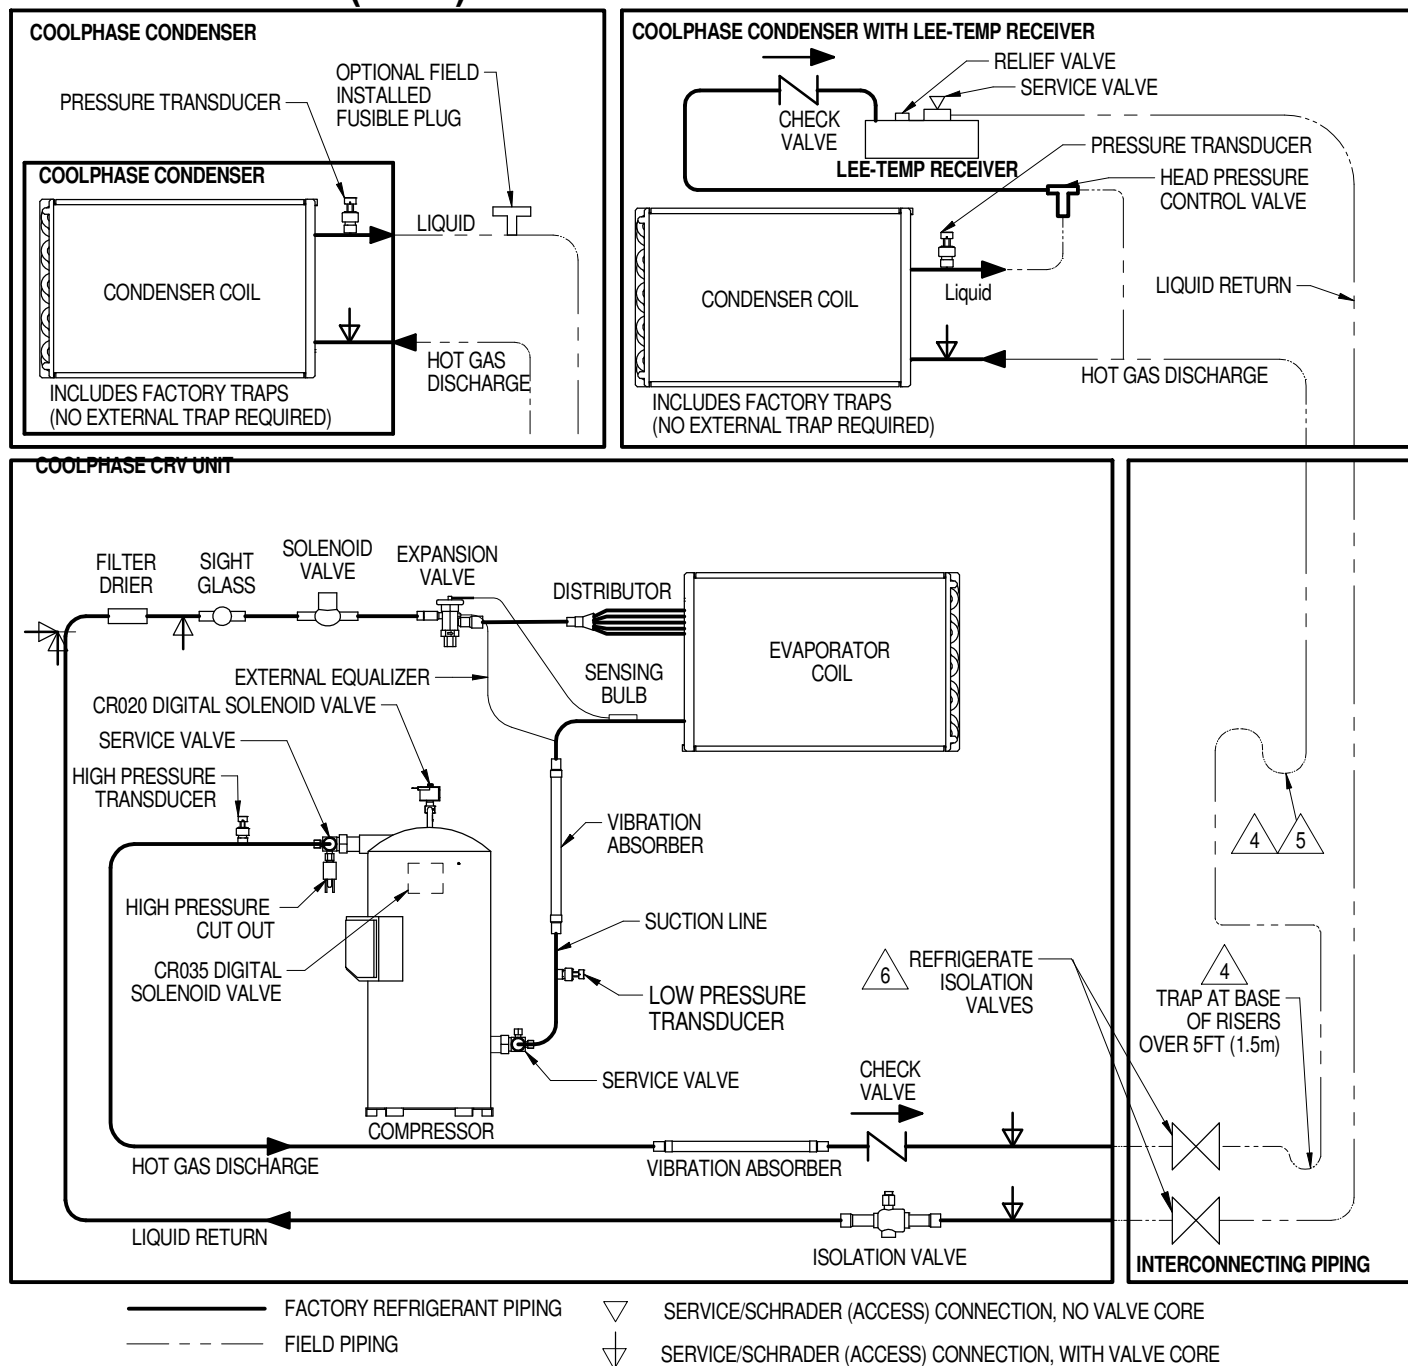 COOLPHASE CONDENSER
PRESSURE TRANSDUCER
OPTIONAL FIELD
INSTALLED
FUSIBLE PLUG
COOLPHASE CONDENSER
LIQUID
CONDENSER COIL
HOT GAS
DISCHARGE
INCLUDES FACTORY TRAPS
(NO EXTERNAL TRAP REQUIRED)
COOLPHASE CONDENSER WITH LEE-TEMP RECEIVER
RELIEF VALVE
SERVICE VALVE
CHECK
VALVE
PRESSURE TRANSDUCER
LEE-TEMP RECEIVER
HEAD PRESSURE
CONTROL VALVE
CONDENSER COIL
Liquid
LIQUID RETURN
HOT GAS DISCHARGE
INCLUDES FACTORY TRAPS
(NO EXTERNAL TRAP REQUIRED)
COOLPHASE CRV UNIT
FILTER
DRIER
SIGHT
GLASS
SOLENOID
VALVE
EXPANSION
VALVE
DISTRIBUTOR
EVAPORATOR
COIL
EXTERNAL EQUALIZER
SENSING
BULB
CR020 DIGITAL SOLENOID VALVE
SERVICE VALVE
HIGH PRESSURE
TRANSDUCER
VIBRATION
ABSORBER
HIGH PRESSURE
CUT OUT
SUCTION LINE
CR035 DIGITAL
SOLENOID VALVE
LOW PRESSURE
TRANSDUCER
SERVICE VALVE
COMPRESSOR
CHECK
VALVE
HOT GAS DISCHARGE
VIBRATION ABSORBER
LIQUID RETURN
ISOLATION VALVE
6
REFRIGERATE
ISOLATION
VALVES
4
5
4
TRAP AT BASE
OF RISERS
OVER 5FT (1.5m)
INTERCONNECTING PIPING
FACTORY REFRIGERANT PIPING
FIELD PIPING
SERVICE/SCHRADER (ACCESS) CONNECTION, NO VALVE CORE
SERVICE/SCHRADER (ACCESS) CONNECTION, WITH VALVE CORE